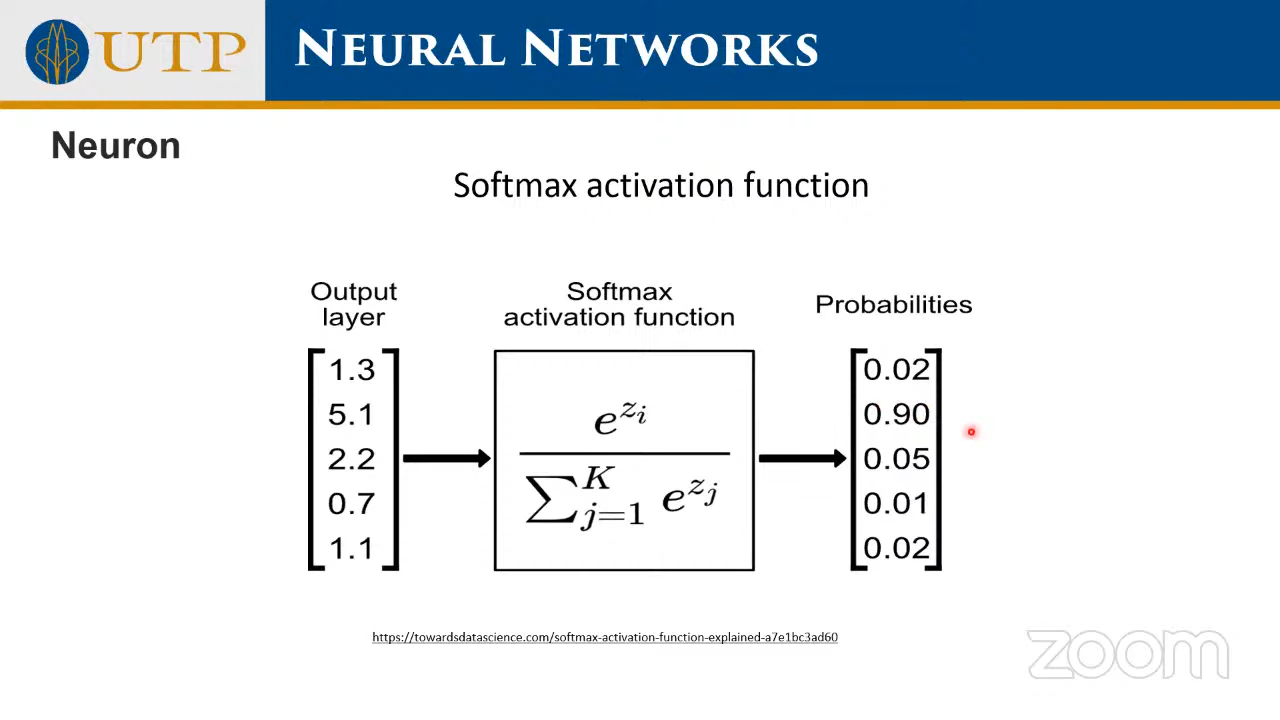 UTP
NEURAL NETWORKS
Neuron
Softmax activation function
Output
layer
Softmax
activation function
Probabilities
1.3
5.1
2.2
0.7
1.1
e^{z_i}
∑_{j=1}^{K} e^{z_j}
0.02
0.90
0.05
0.01
0.02
https://towardsdatascience.com/softmax-activation-function-explained-a7e1bc3ad60
zoom